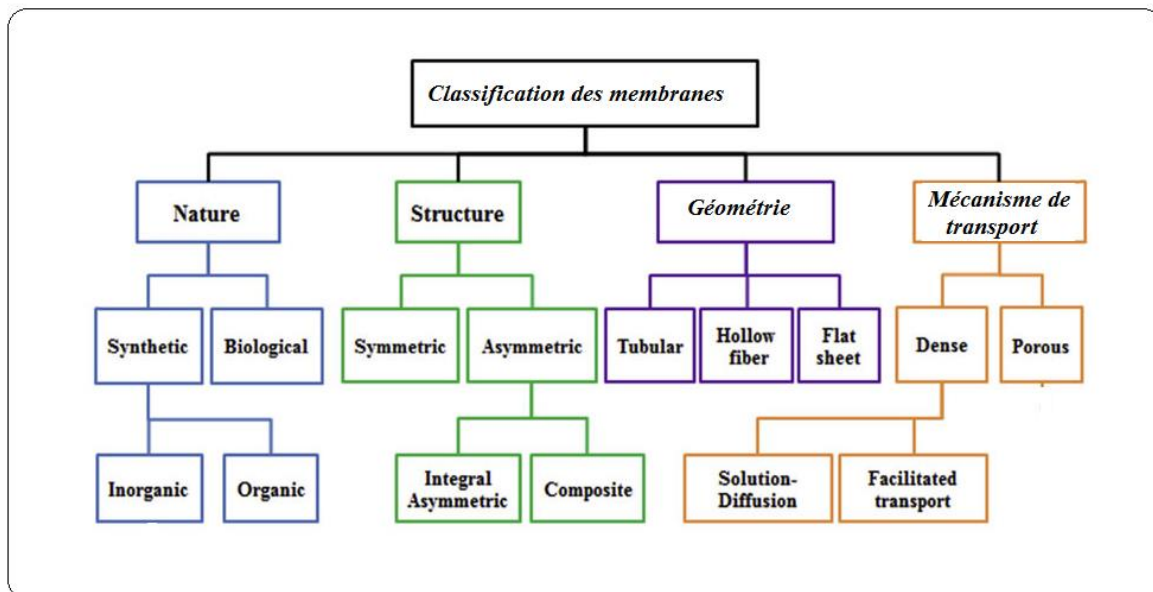 Classification des membranes
Nature
Structure
Géométrie
Mécanisme de
transport
Synthetic
Biological
Symmetric
Asymmetric
Tubular
Hollow
fiber
Flat
sheet
Dense
Porous
Inorganic
Organic
Integral
Asymmetric
Composite
Solution-
Diffusion
Facilitated
transport